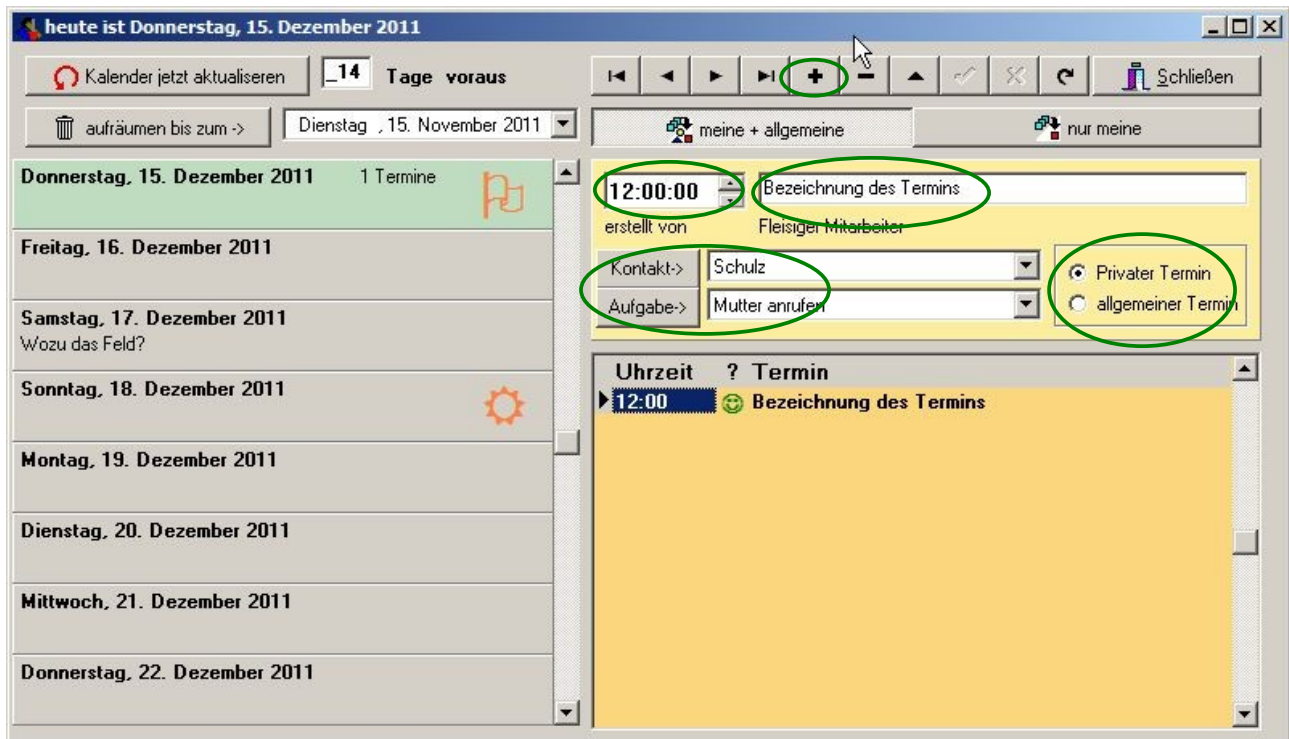 heute ist Donnerstag, 15. Dezember 2011
Kalender jetzt aktualiseren
_14 Tage voraus
Schließen
aufräumen bis zum ->
Dienstag , 15. November 2011
meine + allgemeine
nur meine
Donnerstag, 15. Dezember 2011 1 Termine
Freitag, 16. Dezember 2011
Samstag, 17. Dezember 2011
Wozu das Feld?
Sonntag, 18. Dezember 2011
Montag, 19. Dezember 2011
Dienstag, 20. Dezember 2011
Mittwoch, 21. Dezember 2011
Donnerstag, 22. Dezember 2011
12:00:00
Bezeichnung des Termins
erstellt von Fleisiger Mitarbeiter
Kontakt-> Schulz
Aufgabe-> Mutter anrufen
Privater Termin
allgemeiner Termin
Uhrzeit ? Termin
12:00 Bezeichnung des Termins